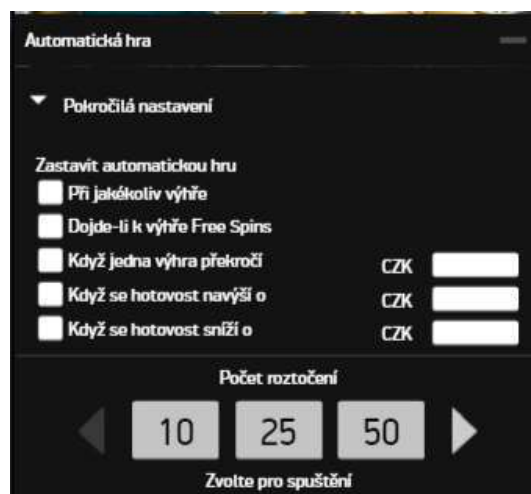 Automatická hra
Pokročilá nastavení
Zastavit automatickou hru
Při jakékoliv výhře
Dojde-li k výhře Free Spins
Když jedna výhra překročí CZK
Když se hotovost navýší o CZK
Když se hotovost sníží o CZK
Počet roztočení
10 25 50
Zvolte pro spuštění